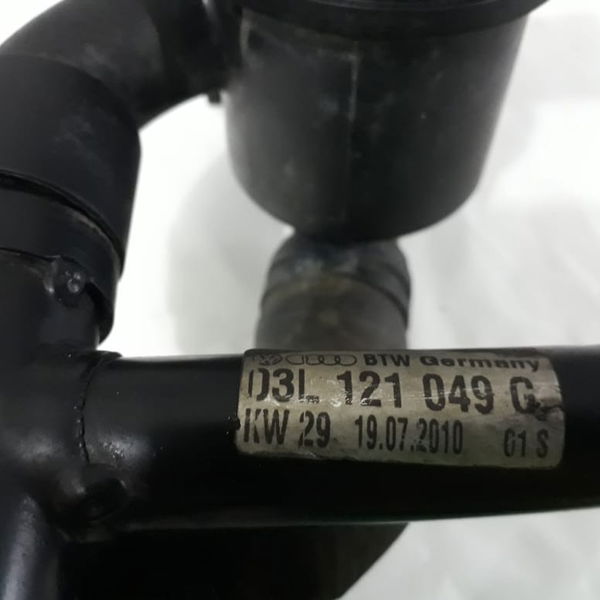 BTW Germany
03L 121 049 G
KW 29 19.07.2010 01 S